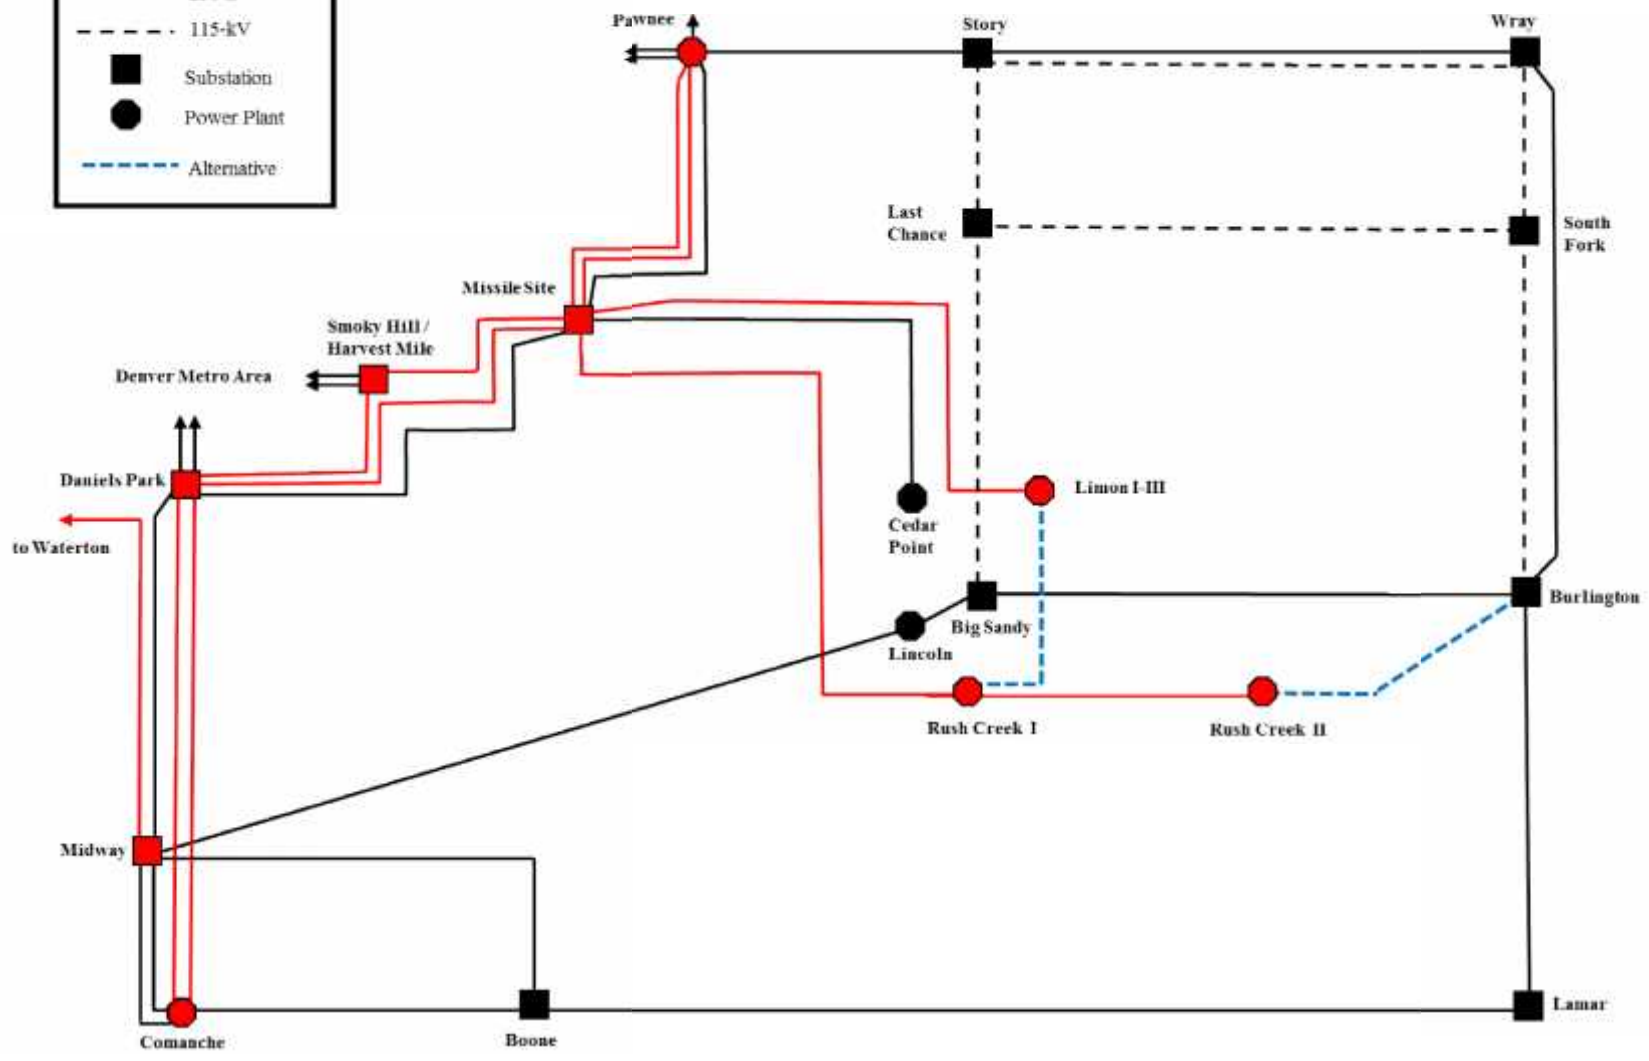 115-kV
Substation
Power Plant
Alternative
Pawnee
Story
Wray
Last
Chance
South
Fork
Missile Site
Smoky Hill /
Harvest Mile
Denver Metro Area
Daniels Park
to Waterton
Limon I-III
Cedar
Point
Burlington
Big Sandy
Lincoln
Rush Creek I
Rush Creek II
Midway
Lamar
Comanche
Boone